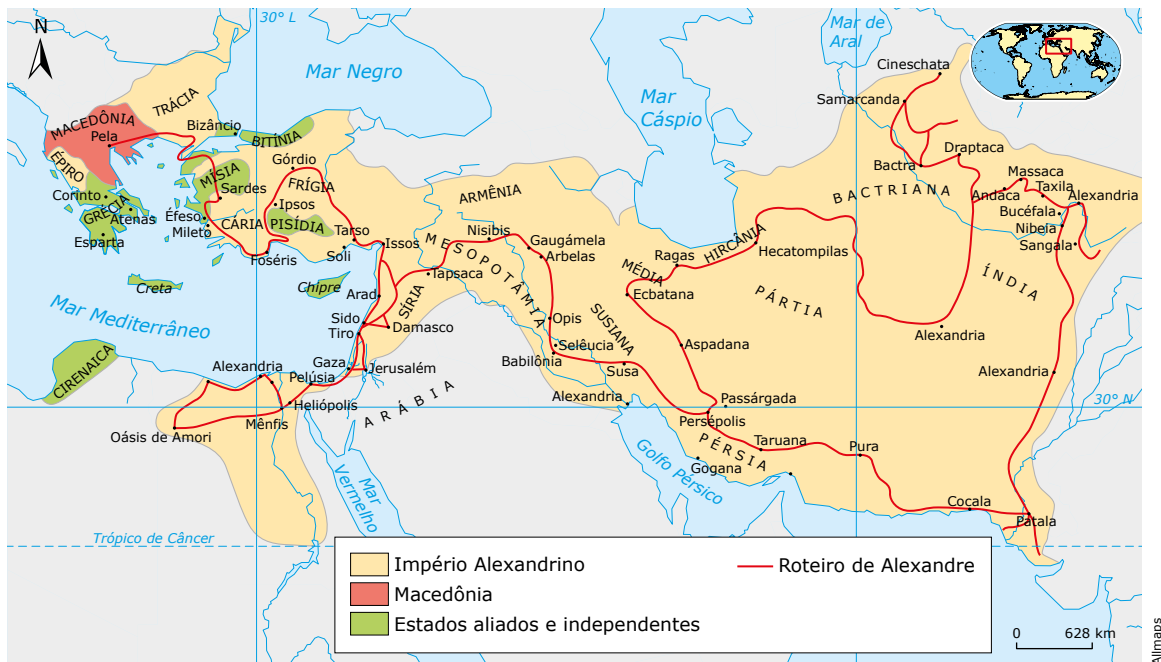 N
30° L
Mar Negro
Mar de
Aral
Mar
Cáspio
Cineschata
Samarcanda
TRÁCIA
MACEDÔNIA
Pela
Bizâncio
BITÍNIA
ÉPIRO
MÍSIA
Górdio
FRÍGIA
Sardes
Ipsos
PISÍDIA
Corinto
GRÉCIA
Atenas
Esparta
Éfeso
Mileto
CÁRIA
Foséris
Tarso
Soli
Issos
ARMÊNIA
Nisibis
MESOPOTÂMIA
Gaugámela
Arbelas
Tapsaca
Bactra
Draptaca
BACTRIANA
Massaca
Andaca
Taxila
Alexandria
Bucéfala
Nibeía
Sangala
Ragas
HIRCÂNIA
Hecatompilas
MÉDIA
Ecbatana
PÁRTIA
ÍNDIA
Creta
Chipre
Arad
SÍRIA
Mar Mediterrâneo
Sido
Tiro
Damasco
Opis
SUSIANA
Selêucia
Babilônia
Aspadana
Susa
Alexandria
Alexandria
CIRENAICA
Alexandria
Gaza
Jerusalém
Pelúsia
Heliópolis
Mênfis
Oásis de Amori
ARÁBIA
Alexandria
Passárgada
Persépolis
30° N
PÉRSIA
Taruana
Pura
Gogana
Golfo Pérsico
Mar
Vermelho
Cocala
Pátala
Trópico de Câncer
Império Alexandrino
Macedônia
Estados aliados e independentes
Roteiro de Alexandre
0 628 km
Allmaps